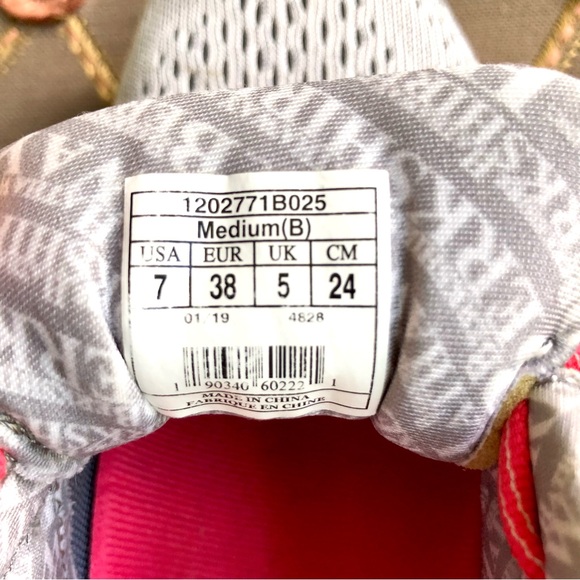 1202771B025
Medium(B)
USA EUR UK CM
7 38 5 24
01 19 4828
1 90340 60222 1
MADE IN CHINA
FABRIQUE EN CHINE